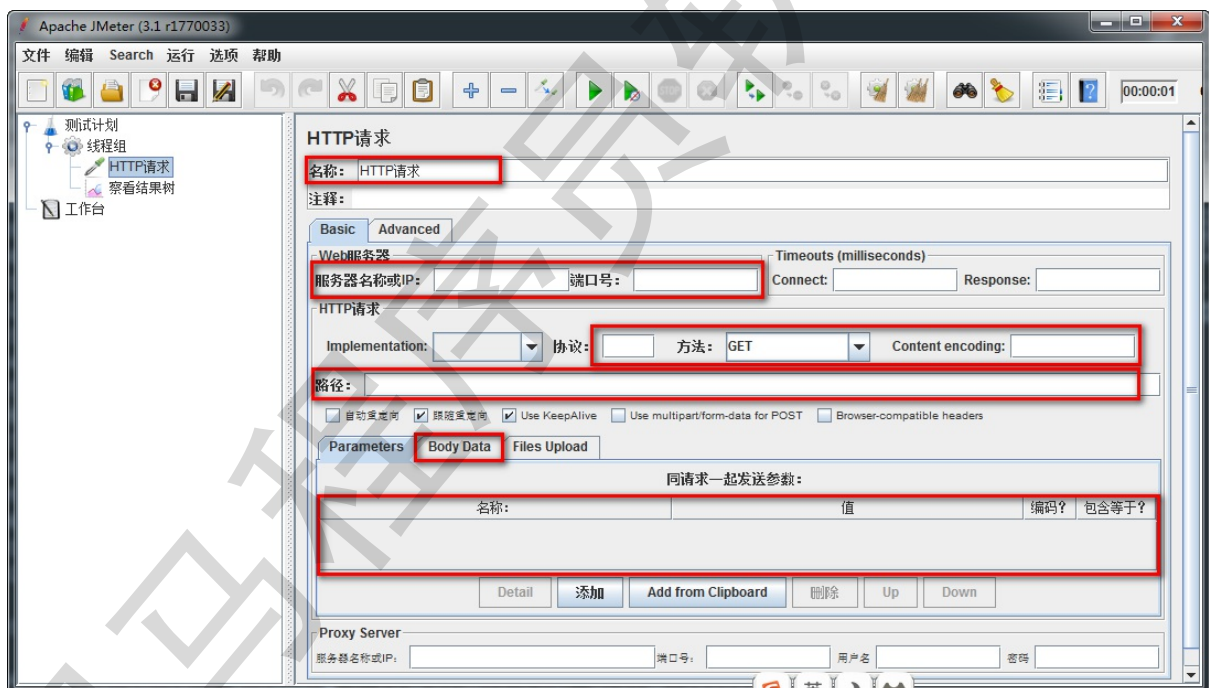 Apache JMeter (3.1 r1770033)
文件 编辑 Search 运行 选项 帮助
00:00:01
测试计划
线程组
HTTP请求
察看结果树
工作台
HTTP请求
名称: HTTP请求
注释:
Basic Advanced
Web服务器
服务器名称或IP: 端口号:
Timeouts (milliseconds)
Connect: Response:
HTTP请求
Implementation: 协议: 方法: GET Content encoding:
路径:
自动重定向 跟随重定向 Use KeepAlive Use multipart/form-data for POST Browser-compatible headers
Parameters Body Data Files Upload
同请求一起发送参数:
名称: 值 编码? 包含等于?
Detail 添加 Add from Clipboard 删除 Up Down
Proxy Server
服务器名称或IP: 端口号: 用户名 密码
英
马程序员